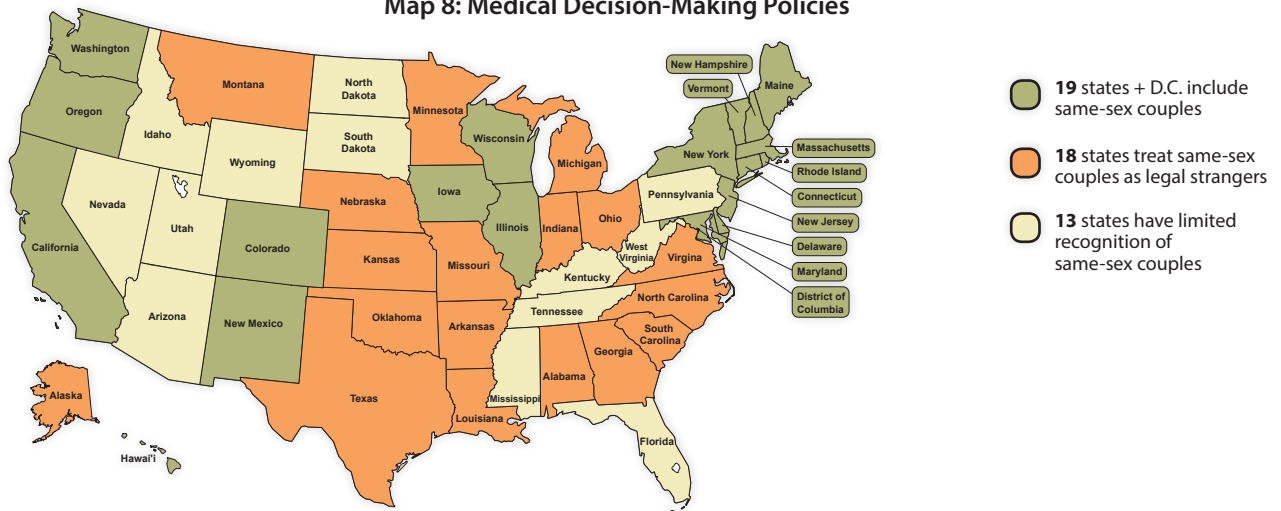 Map 8: Medical Decision-Making Policies
Washington
Montana
North
Dakota
Minnesota
New Hampshire
Vermont
Maine
Oregon
Idaho
Wyoming
South
Dakota
Wisconsin
Michigan
New York
Massachusetts
Rhode Island
Connecticut
New Jersey
Delaware
Maryland
District of
Columbia
Nevada
Utah
California
Colorado
Nebraska
Iowa
Illinois
Indiana
Ohio
Pennsylvania
West
Virginia
Virgina
Kansas
Missouri
Kentucky
Arizona
New Mexico
Oklahoma
Arkansas
Tennessee
North Carolina
South
Carolina
Georgia
Alabama
Mississippi
Texas
Louisiana
Florida
Alaska
Hawai'i
19 states + D.C. include
same-sex couples
18 states treat same-sex
couples as legal strangers
13 states have limited
recognition of
same-sex couples